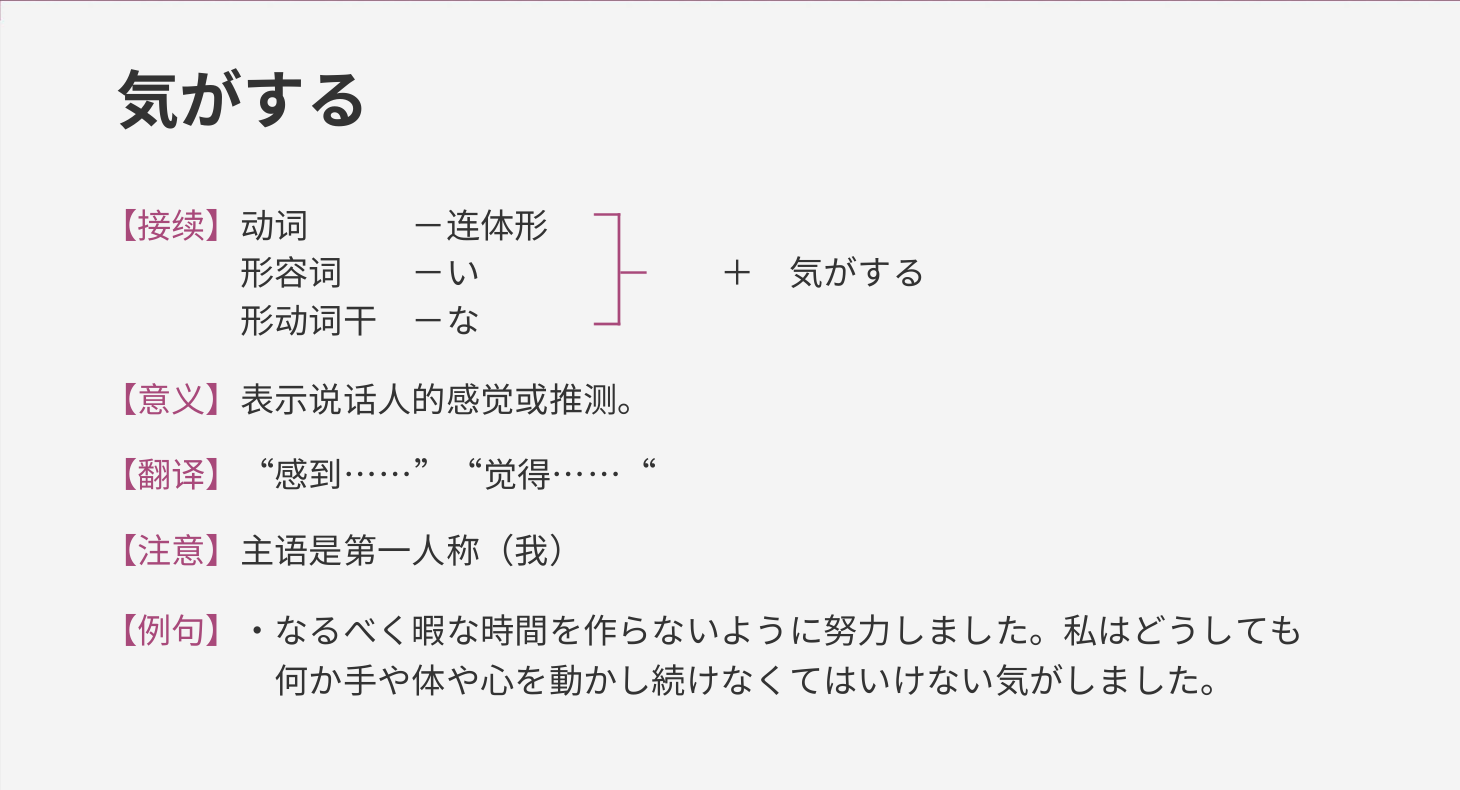 気がする
【接续】动词 －连体形
形容词 －い ＋ 気がする
形动词干 －な
【意义】表示说话人的感觉或推测。
【翻译】 “感到……” “觉得…… “
【注意】主语是第一人称（我）
【例句】・なるべく暇な時間を作らないように努力しました。私はどうしても
何か手や体や心を動かし続けなくてはいけない気がしました。